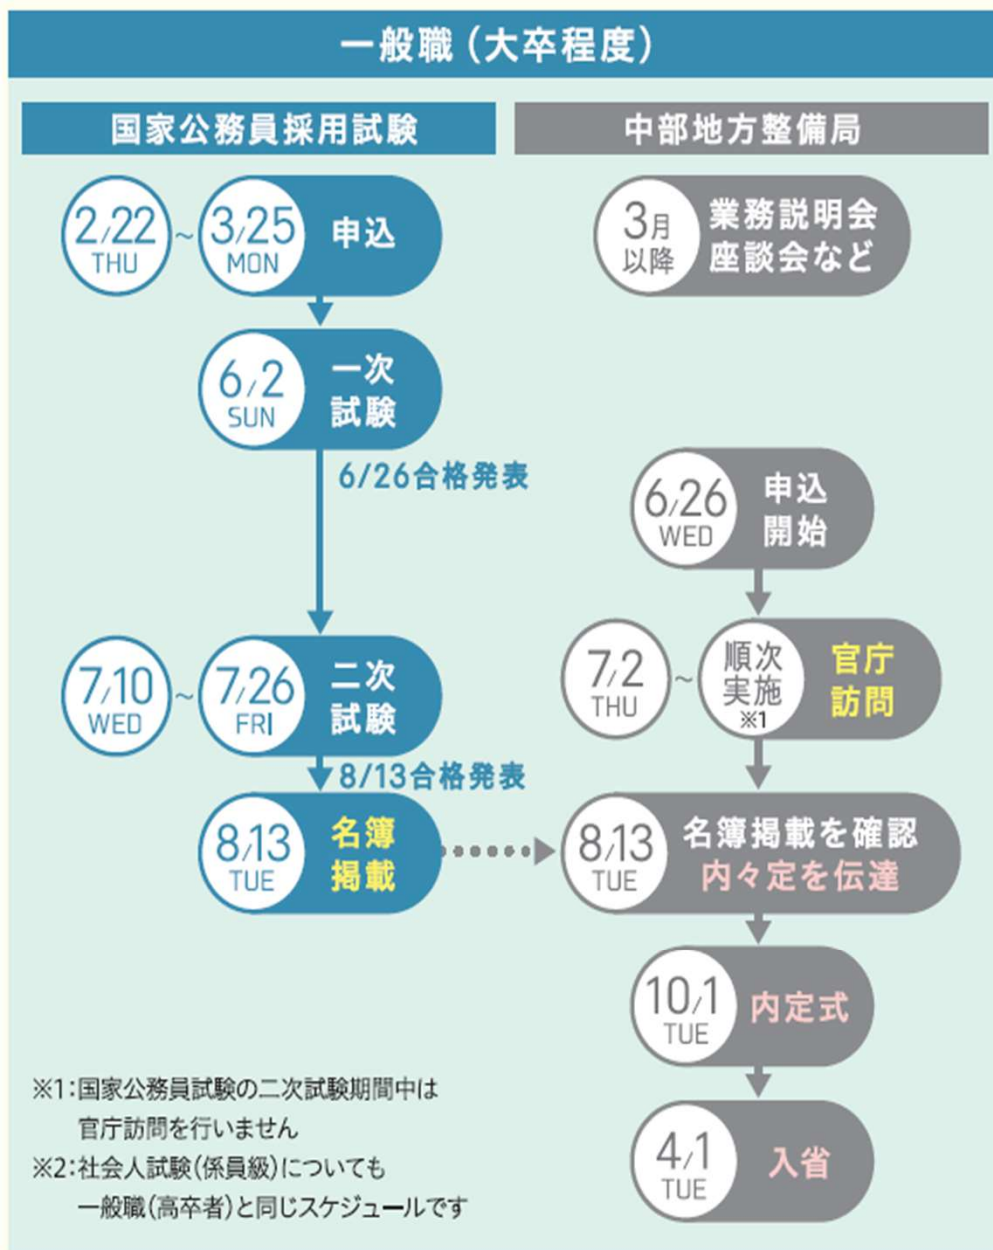 一般職（大卒程度）
国家公務員採用試験
2/22
THU
~
3/25
MON
申込
6/2
SUN
一次
試験
6/26合格発表
7/10
WED
~
7/26
FRI
二次
試験
8/13合格発表
8/13
TUE
名簿
掲載
中部地方整備局
3月
以降
業務説明会
座談会など
6/26
WED
申込
開始
7/2
THU
~
順次
実施
※1
官庁
訪問
8/13
TUE
名簿掲載を確認
内々定を伝達
10/1
TUE
内定式
4/1
TUE
入省
※1：国家公務員試験の二次試験期間中は
官庁訪問を行いません
※2：社会人試験（係員級）についても
一般職（高卒者）と同じスケジュールです